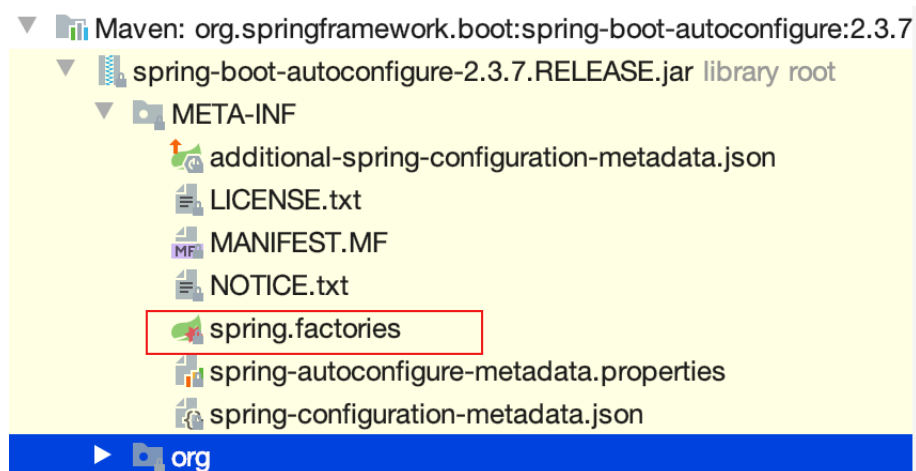 Maven: org.springframework.boot:spring-boot-autoconfigure:2.3.7
spring-boot-autoconfigure-2.3.7.RELEASE.jar library root
META-INF
additional-spring-configuration-metadata.json
LICENSE.txt
MF MANIFEST.MF
NOTICE.txt
spring.factories
spring-autoconfigure-metadata.properties
spring-configuration-metadata.json
org